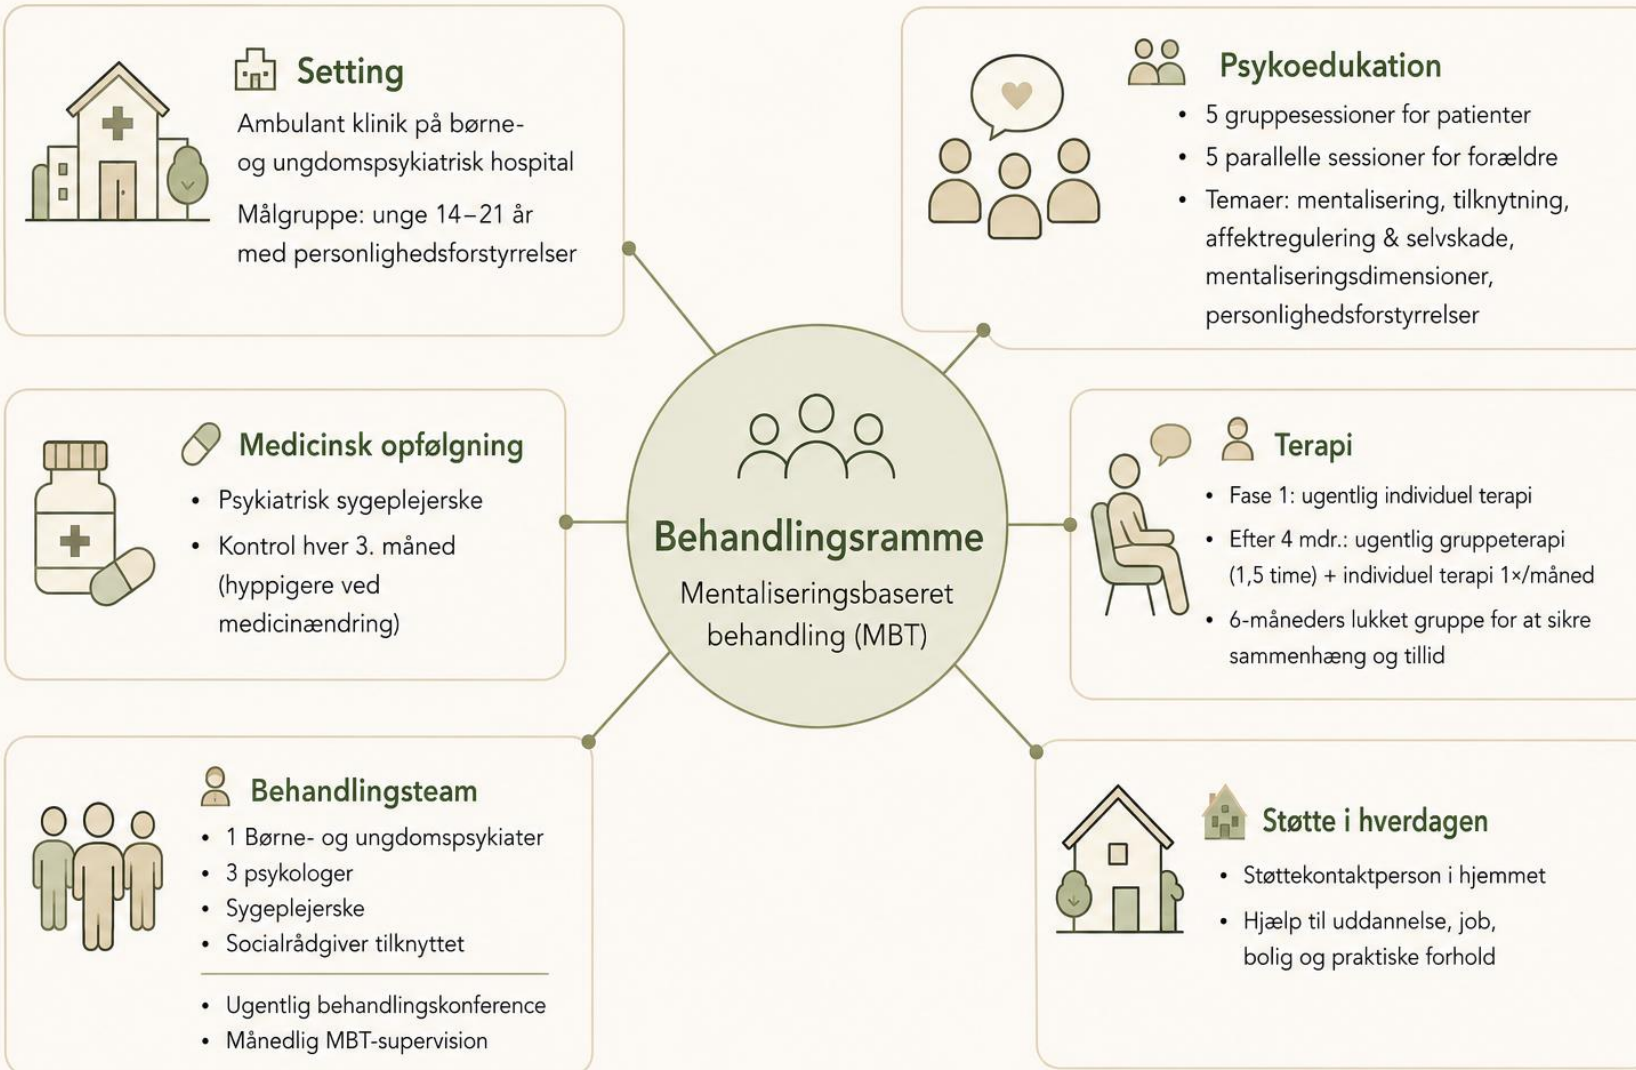 Setting
Ambulant klinik på børne-
og ungdomspsykiatrisk hospital
Målgruppe: unge 14–21 år
med personlighedsforstyrrelser
Psykoedukation
• 5 gruppesessioner for patienter
• 5 parallelle sessioner for forældre
• Temaer: mentalisering, tilknytning,
affektregulering & selvskade,
mentaliseringsdimensioner,
personlighedsforstyrrelser
Medicinsk opfølgning
• Psykiatrisk sygeplejerske
• Kontrol hver 3. måned
(hyppigere ved
medicinændring)
Behandlingsramme
Mentaliseringsbaseret
behandling (MBT)
Terapi
• Fase 1: ugentlig individuel terapi
• Efter 4 mdr.: ugentlig gruppeterapi
(1,5 time) + individuel terapi 1×/måned
• 6-måneders lukket gruppe for at sikre
sammenhæng og tillid
Behandlingsteam
• 1 Børne- og ungdomspsykiater
• 3 psykologer
• Sygeplejerske
• Socialrådgiver tilknyttet
• Ugentlig behandlingskonference
• Månedlig MBT-supervision
Støtte i hverdagen
• Støttekontaktperson i hjemmet
• Hjælp til uddannelse, job,
bolig og praktiske forhold